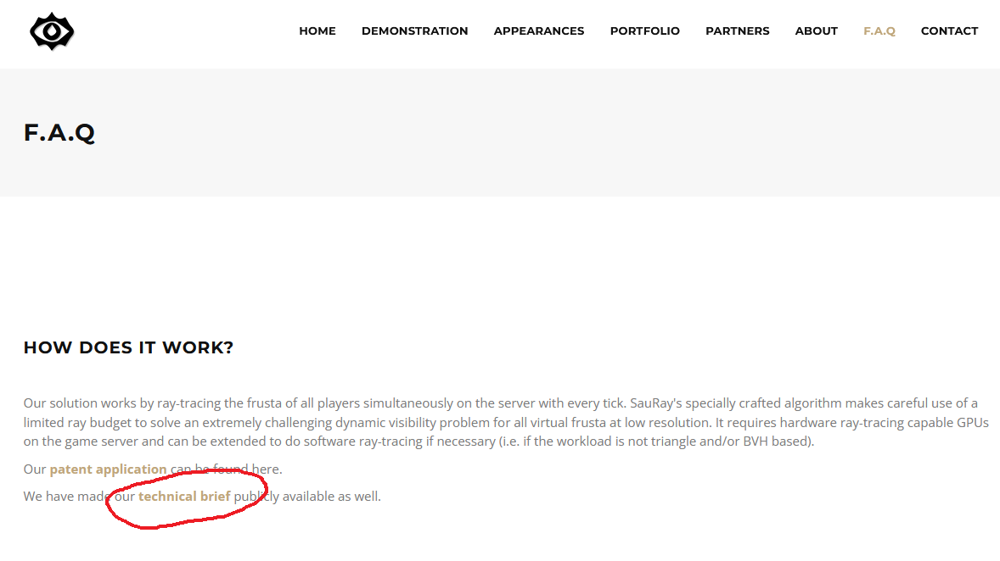 HOME DEMONSTRATION APPEARANCES PORTFOLIO PARTNERS ABOUT F.A.Q CONTACT
F.A.Q
HOW DOES IT WORK?
Our solution works by ray-tracing the frusta of all players simultaneously on the server with every tick. SauRay's specially crafted algorithm makes careful use of a
limited ray budget to solve an extremely challenging dynamic visibility problem for all virtual frusta at low resolution. It requires hardware ray-tracing capable GPUs
on the game server and can be extended to do software ray-tracing if necessary (i.e. if the workload is not triangle and/or BVH based).
Our patent application can be found here.
We have made our technical brief publicly available as well.